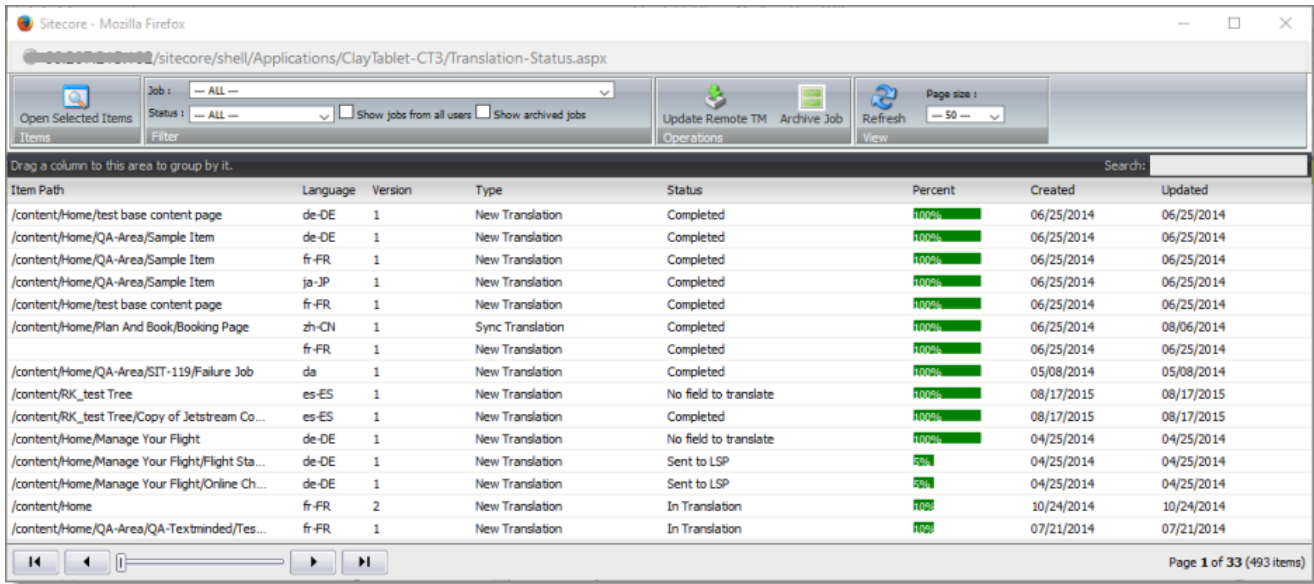 Sitecore - Mozilla Firefox
/sitecore/shell/Applications/ClayTablet-CT3/Translation-Status.aspx
Job : --- ALL ---
Status : --- ALL --- Show jobs from all users Show archived jobs
Open Selected Items
Items
Filter
Update Remote TM Archive Job
Operations
Refresh
Page size :
--- 50 ---
View
Drag a column to this area to group by it. Search:
Item Path Language Version Type Status Percent Created Updated
/content/Home/test base content page de-DE 1 New Translation Completed 100% 06/25/2014 06/25/2014
/content/Home/QA-Area/Sample Item de-DE 1 New Translation Completed 100% 06/25/2014 06/25/2014
/content/Home/QA-Area/Sample Item fr-FR 1 New Translation Completed 100% 06/25/2014 06/25/2014
/content/Home/QA-Area/Sample Item ja-JP 1 New Translation Completed 100% 06/25/2014 06/25/2014
/content/Home/test base content page fr-FR 1 New Translation Completed 100% 06/25/2014 06/25/2014
/content/Home/Plan And Book/Booking Page zh-CN 1 Sync Translation Completed 100% 06/25/2014 08/06/2014
fr-FR 1 New Translation Completed 100% 06/25/2014 06/25/2014
/content/Home/QA-Area/SIT-119/Failure Job da 1 New Translation Completed 100% 05/08/2014 05/08/2014
/content/RK_test Tree es-ES 1 New Translation No field to translate 100% 08/17/2015 08/17/2015
/content/RK_test Tree/Copy of Jetstream Co... es-ES 1 New Translation Completed 100% 08/17/2015 08/17/2015
/content/Home/Manage Your Flight de-DE 1 New Translation No field to translate 100% 04/25/2014 04/25/2014
/content/Home/Manage Your Flight/Flight Sta... de-DE 1 New Translation Sent to LSP 5% 04/25/2014 04/25/2014
/content/Home/Manage Your Flight/Online Ch... de-DE 1 New Translation Sent to LSP 5% 04/25/2014 04/25/2014
/content/Home fr-FR 2 New Translation In Translation 10% 10/24/2014 10/24/2014
/content/Home/QA-Area/QA-Textminded/Tes... fr-FR 1 New Translation In Translation 10% 07/21/2014 07/21/2014
Page 1 of 33 (493 items)